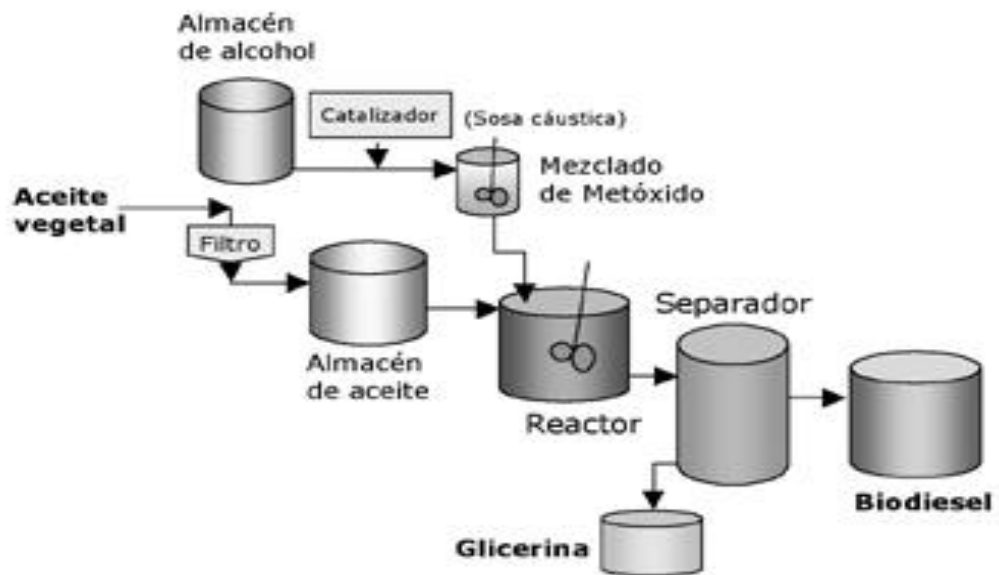 Almacén
de alcohol
Catalizador
(Sosa cáustica)
Mezclado
de Metóxido
Aceite
vegetal
Filtro
Almacén
de aceite
Reactor
Separador
Biodiesel
Glicerina